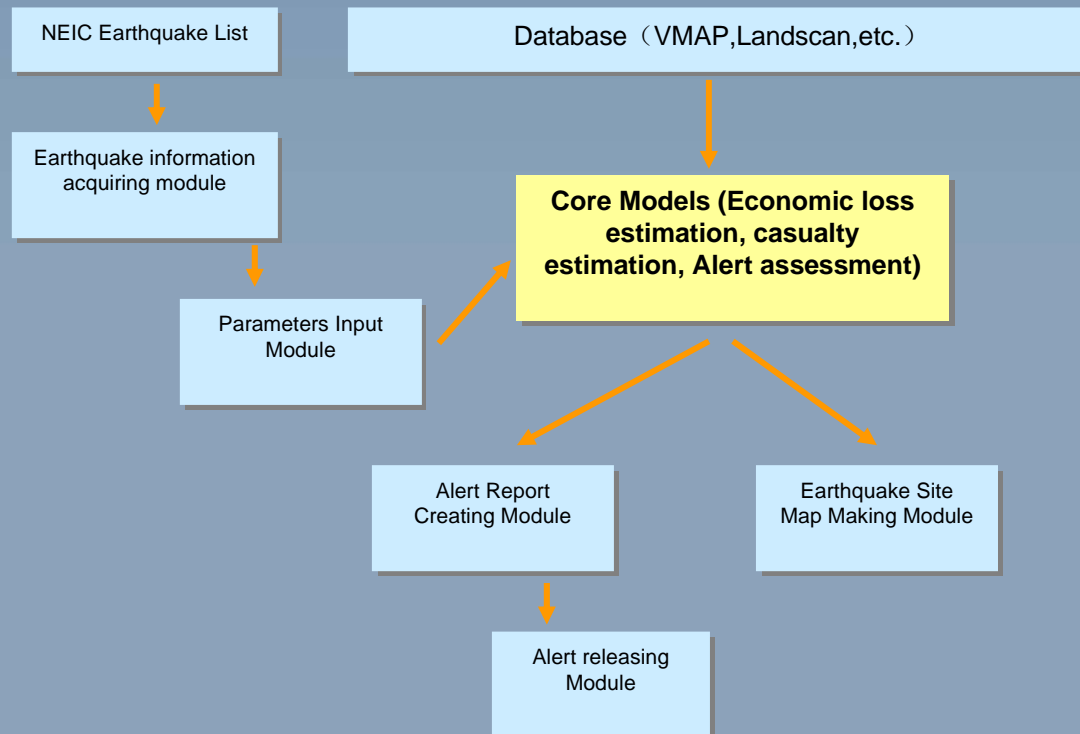 NEIC Earthquake List
Database（VMAP,Landscan,etc.）
Earthquake information
acquiring module
Core Models (Economic loss
estimation, casualty
estimation, Alert assessment)
Parameters Input
Module
Alert Report
Creating Module
Earthquake Site
Map Making Module
Alert releasing
Module